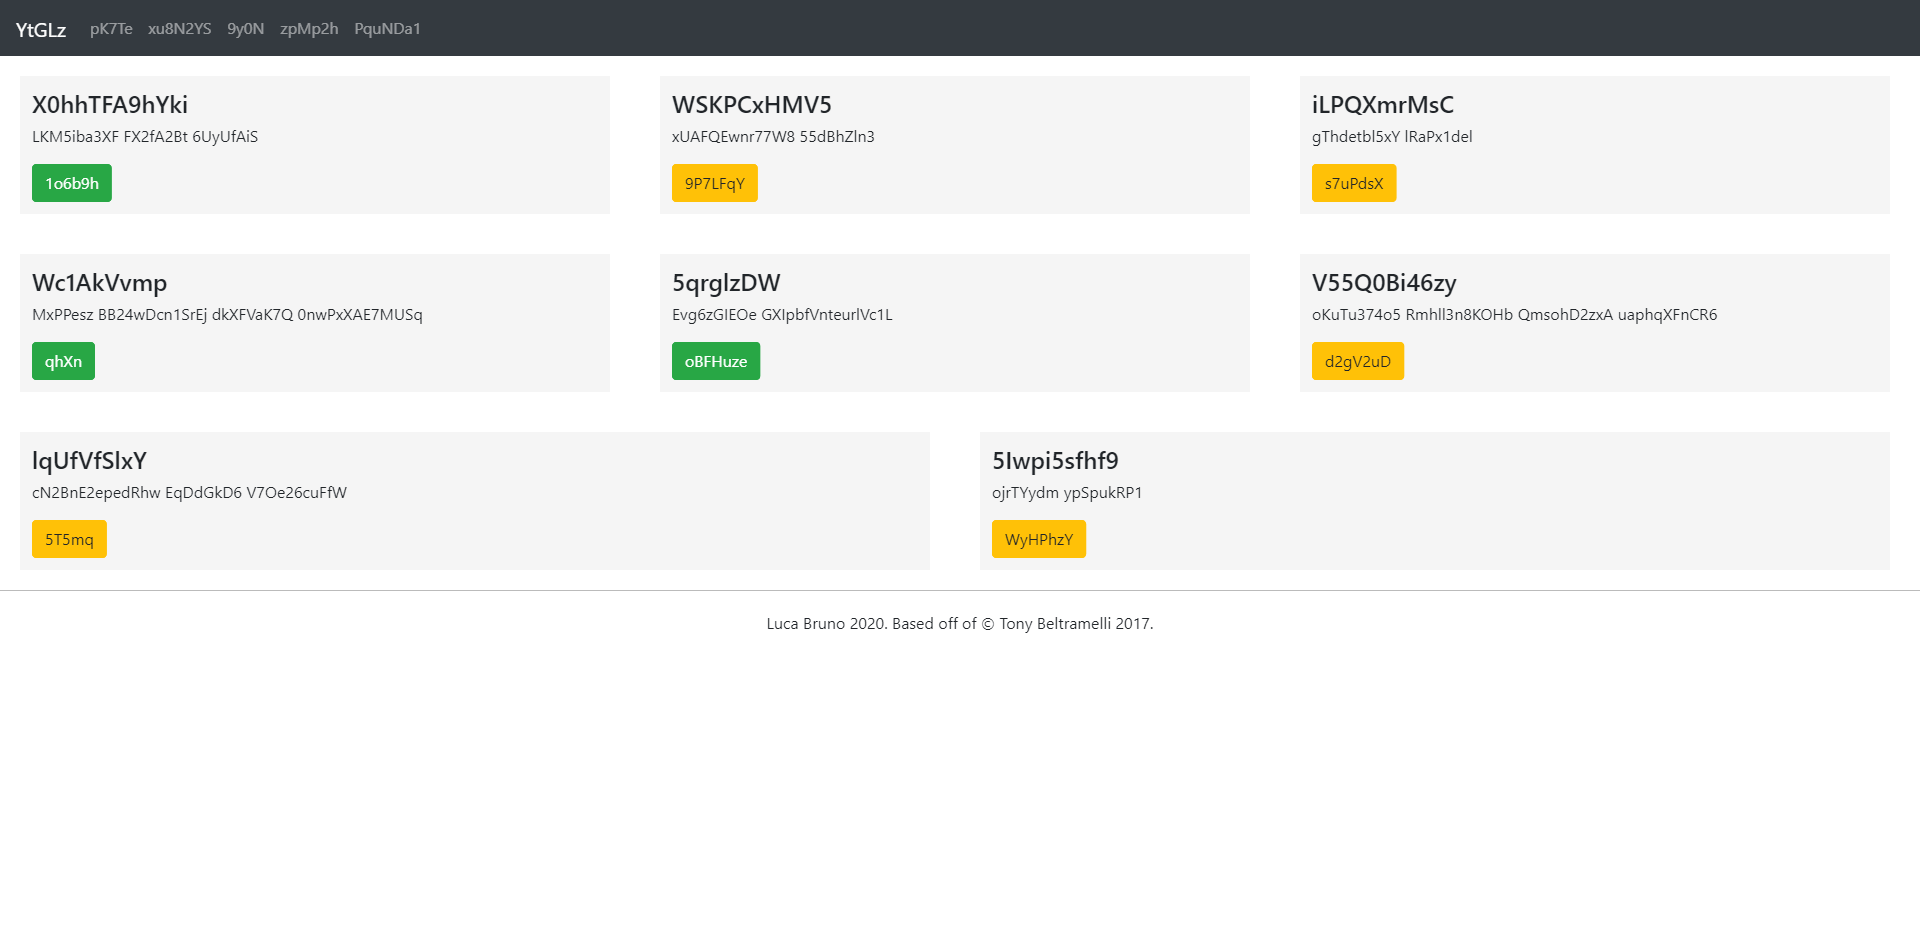 YtGLz pK7Te xu8N2YS 9y0N zpMp2h PquNDa1
X0hhTFA9hYki
LKM5iba3XF FX2fA2Bt 6UyUfAiS
1o6b9h
WSKPCxHMV5
xUAFQEwnr77W8 55dBhZln3
9P7LFqY
iLPQXmrMsC
gThdetbl5xY lRaPx1del
s7uPdsX
Wc1AkVvmp
MxPPesz BB24wDcn1SrEj dkXFVaK7Q 0nwPxXAE7MUSq
qhXn
5qrglzDW
Evg6zGIEOe GXIpbfVnteurlVc1L
oBFHuze
V55Q0Bi46zy
oKuTu374o5 Rmhll3n8KOHb QmsohD2zxA uaphqXFnCR6
d2gV2uD
lqUfVfSlxY
cN2BnE2epedRhw EqDdGkD6 V7Oe26cuFfW
5T5mq
5Iwpi5sfhf9
ojrTYydm ypSpukRP1
WyHPhzY
Luca Bruno 2020. Based off of © Tony Beltramelli 2017.